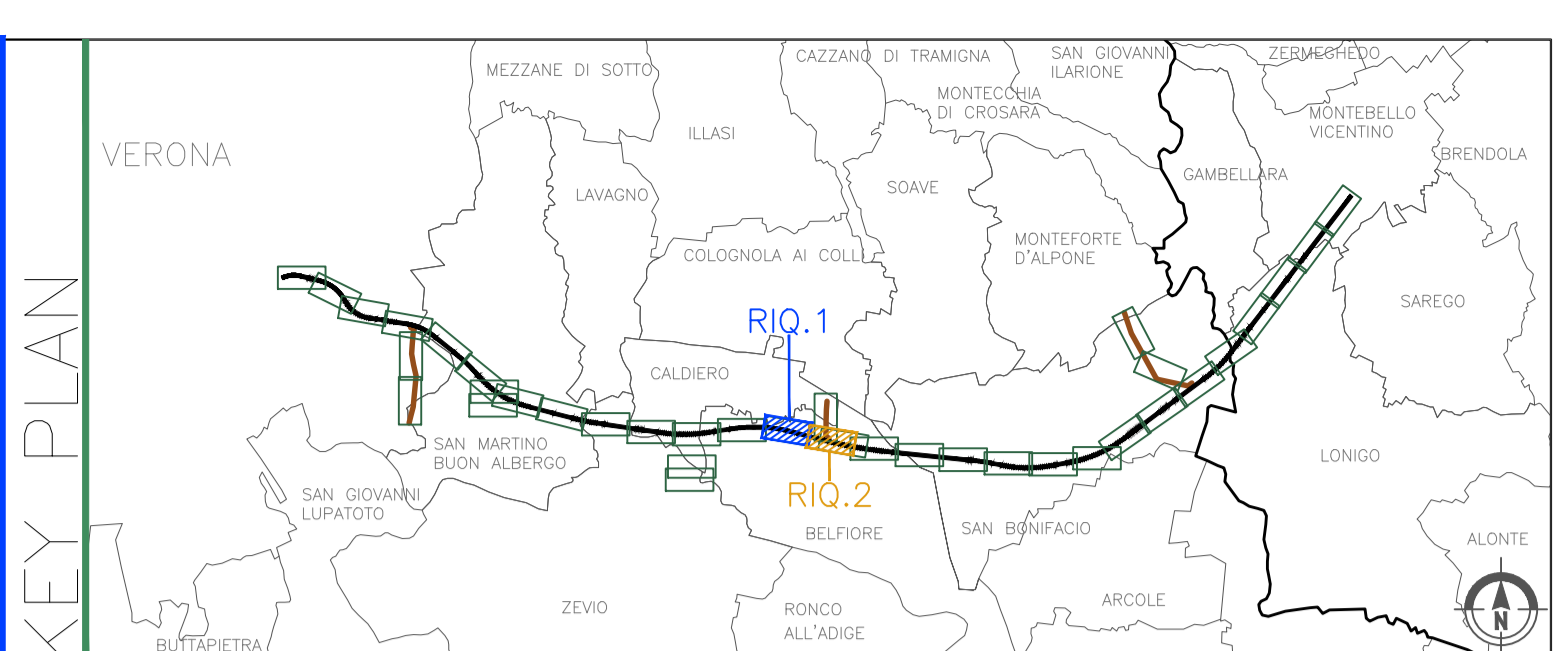 KEY PLAN
MEZZANE DI SOTTO
CAZZANO DI TRAMIGNA
SAN GIOVANNI
ILARIONE
ZERMEGHEDO
MONTECCHIA
DI CROSARA
MONTEBELLO
VICENTINO
ILLASI
VERONA
BRENDOLA
GAMBELLARA
LAVAGNO
SOAVE
MONTEFORTE
D'ALPONE
COLOGNOLA AI COLLI
SAREGO
RIQ.1
CALDIERO
SAN MARTINO
BUON ALBERGO
LONIGO
SAN GIOVANNI
LUPATOTO
RIQ.2
BELFIORE
SAN BONIFACIO
ALONTE
ZEVIO
RONCO
ALL'ADIGE
ARCOLE
N
BUTTAPIETRA